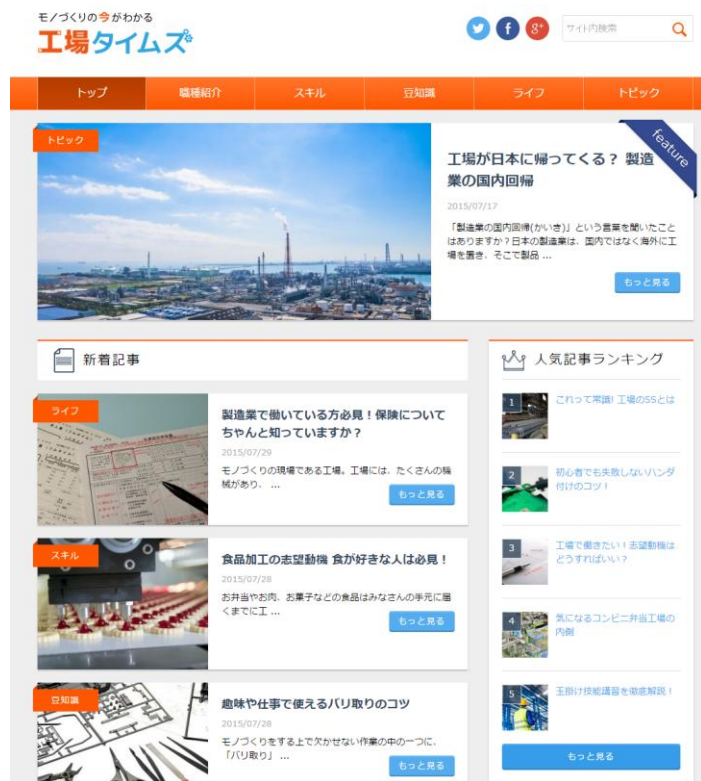 モノづくりの今がわかる
工場タイムズ
サイト内検索
トップ
職種紹介
スキル
豆知識
ライフ
トピック
トピック
feature
工場が日本に帰ってくる? 製造
業の国内回帰
2015/07/17
「製造業の国内回帰(かいき)」という言葉を聞いたこと
はありますか?日本の製造業は、国内ではなく海外に工
場を置き、そこで製品 ...
もっと見る
新着記事
ライフ
製造業で働いている方必見!保険について
ちゃんと知っていますか?
2015/07/29
モノづくりの現場である工場。工場には、たくさんの機
械があり、 ...
もっと見る
スキル
食品加工の志望動機 食が好きな人は必見!
2015/07/28
お弁当やお肉、お菓子などの食品はみなさんの手元に届
くまでに工 ...
もっと見る
豆知識
趣味や仕事で使えるバリ取りのコツ
2015/07/28
モノづくりをする上で欠かせない作業の中の一つに、
「バリ取り」 ...
もっと見る
人気記事ランキング
1
これって常識! 工場の5Sとは
2
初心者でも失敗しないハンダ
付けのコツ!
3
工場で働きたい!志望動機は
どうすればいい?
4
気になるコンビニ弁当工場の
内側
5
玉掛け技能講習を徹底解説!
もっと見る